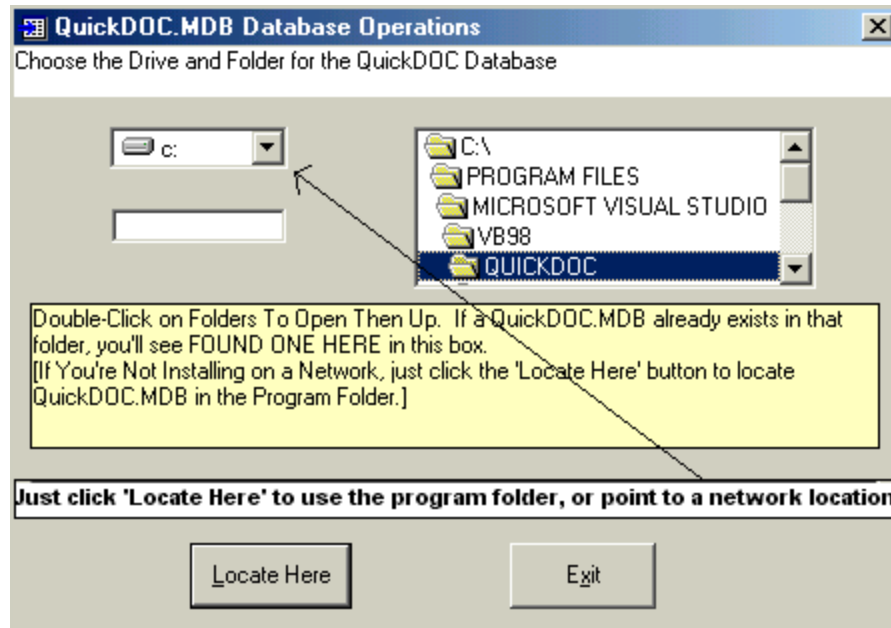 QuickDOC.MDB Database Operations
Choose the Drive and Folder for the QuickDOC Database
c:
C:\
PROGRAM FILES
MICROSOFT VISUAL STUDIO
VB98
QUICKDOC
Double-Click on Folders To Open Then Up.  If a QuickDOC.MDB already exists in that
folder, you'll see FOUND ONE HERE in this box.
[If You're Not Installing on a Network, just click the 'Locate Here' button to locate
QuickDOC.MDB in the Program Folder.]
Just click 'Locate Here' to use the program folder, or point to a network location
Locate Here
Exit